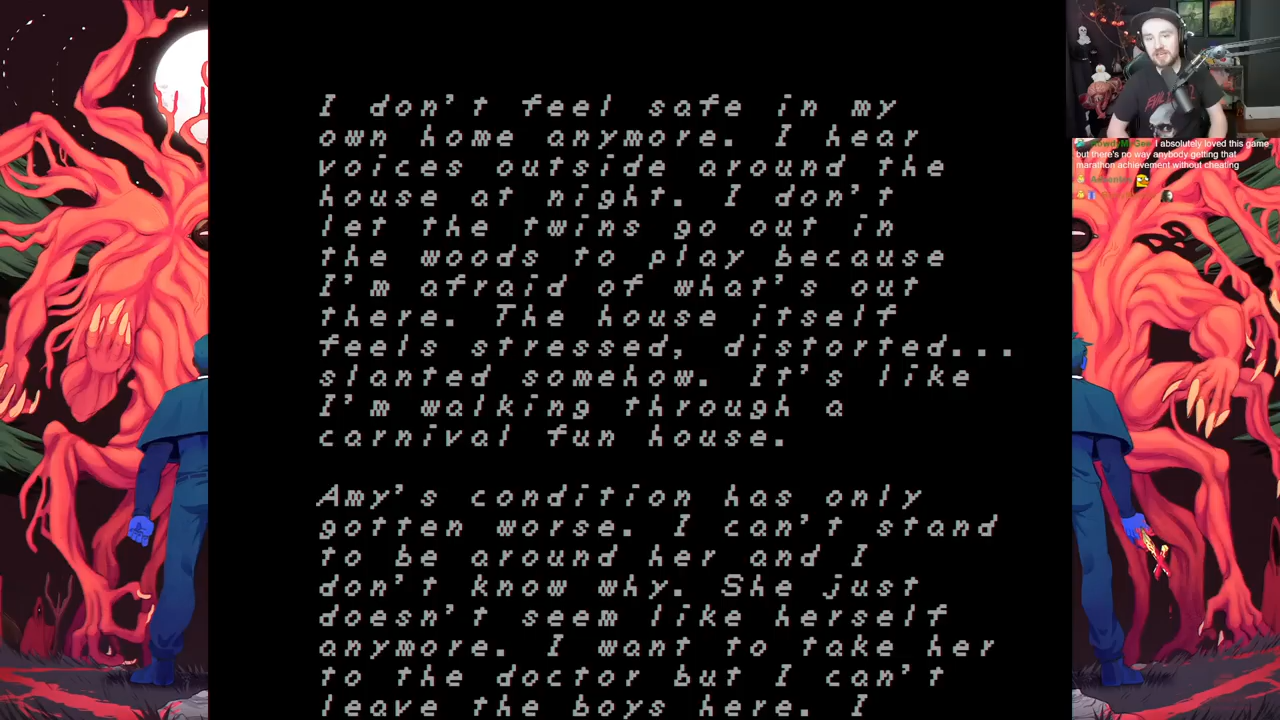 I don't feel safe in my
own home anymore. I hear
voices outside around the
house at night. I don't
let the twins go out in
the woods to play because
I'm afraid of what's out
there. The house itself
feels stressed, distorted...
slanted somehow. It's like
I'm walking through a
carnival fun house.
Amy's condition has only
gotten worse. I can't stand
to be around her and I
don't know why. She just
doesn't seem like herself
anymore. I want to take her
to the doctor but I can't
leave the boys here. I
I absolutely loved this game
but there's no way anybody getting that
marathon achievement without cheating